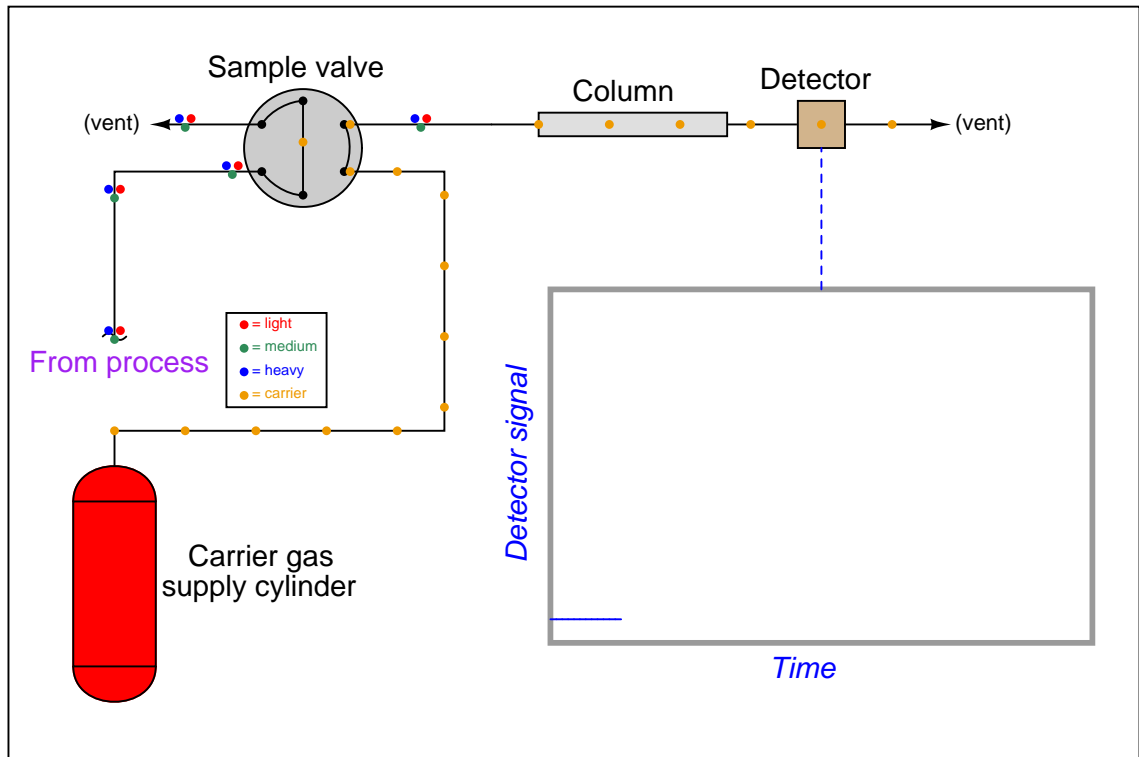 Sample valve
Column
Detector
(vent)
(vent)
= light
= medium
= heavy
= carrier
From process
Detector signal
Carrier gas
supply cylinder
Time